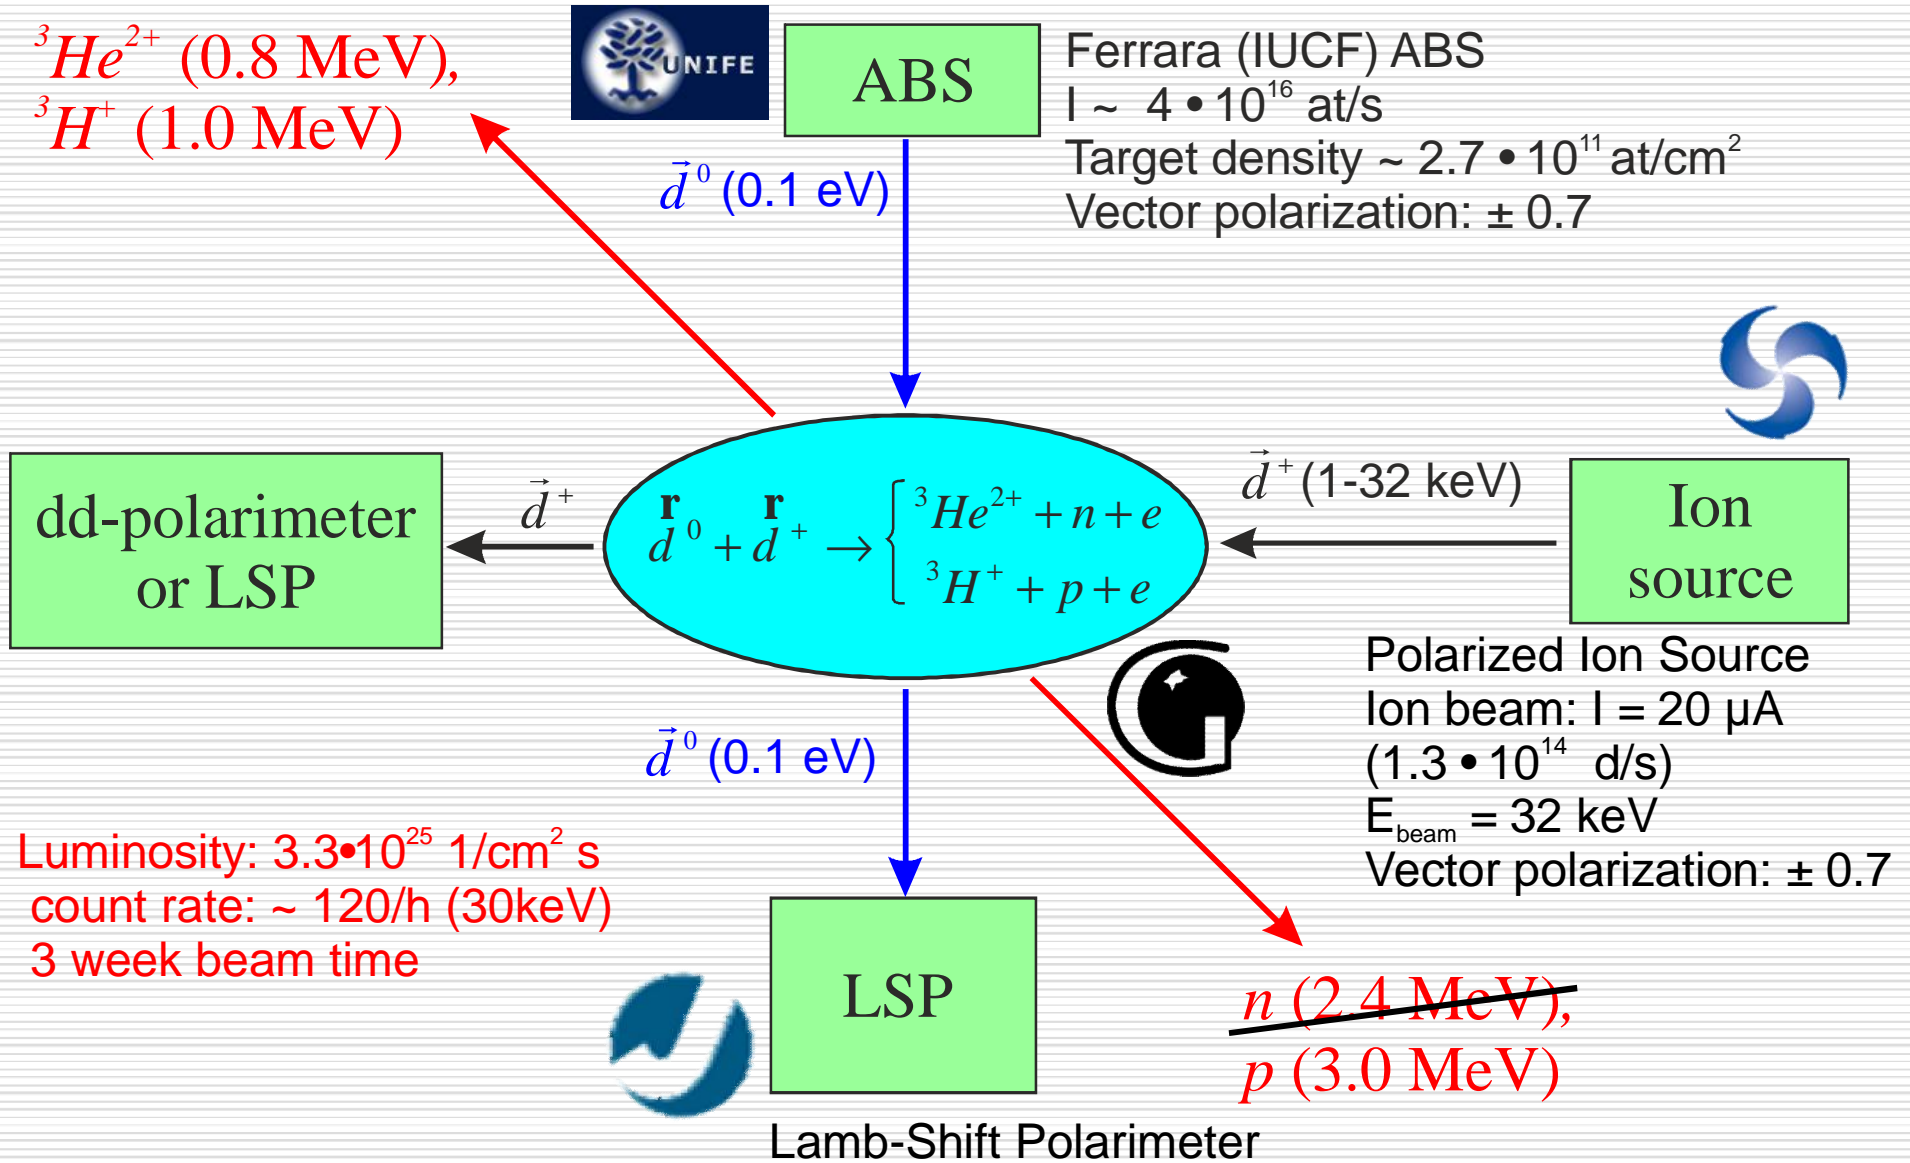 ³He²⁺ (0.8 MeV),
³H⁺ (1.0 MeV)
UNIFE
ABS
Ferrara (IUCF) ABS
I ~ 4 • 10¹⁶ at/s
Target density ~ 2.7 • 10¹¹ at/cm²
Vector polarization: ± 0.7
d⃗⁰ (0.1 eV)
dd-polarimeter
or LSP
d⃗⁺
r r
d⁰ + d⁺ → { ³He²⁺ + n + e
³H⁺ + p + e
d⃗⁺ (1-32 keV)
Ion
source
Polarized Ion Source
Ion beam: I = 20 µA
(1.3 • 10¹⁴ d/s)
E_beam = 32 keV
Vector polarization: ± 0.7
d⃗⁰ (0.1 eV)
Luminosity: 3.3•10²⁵ 1/cm² s
count rate: ~ 120/h (30keV)
3 week beam time
LSP
Lamb-Shift Polarimeter
n (2.4 MeV),
p (3.0 MeV)